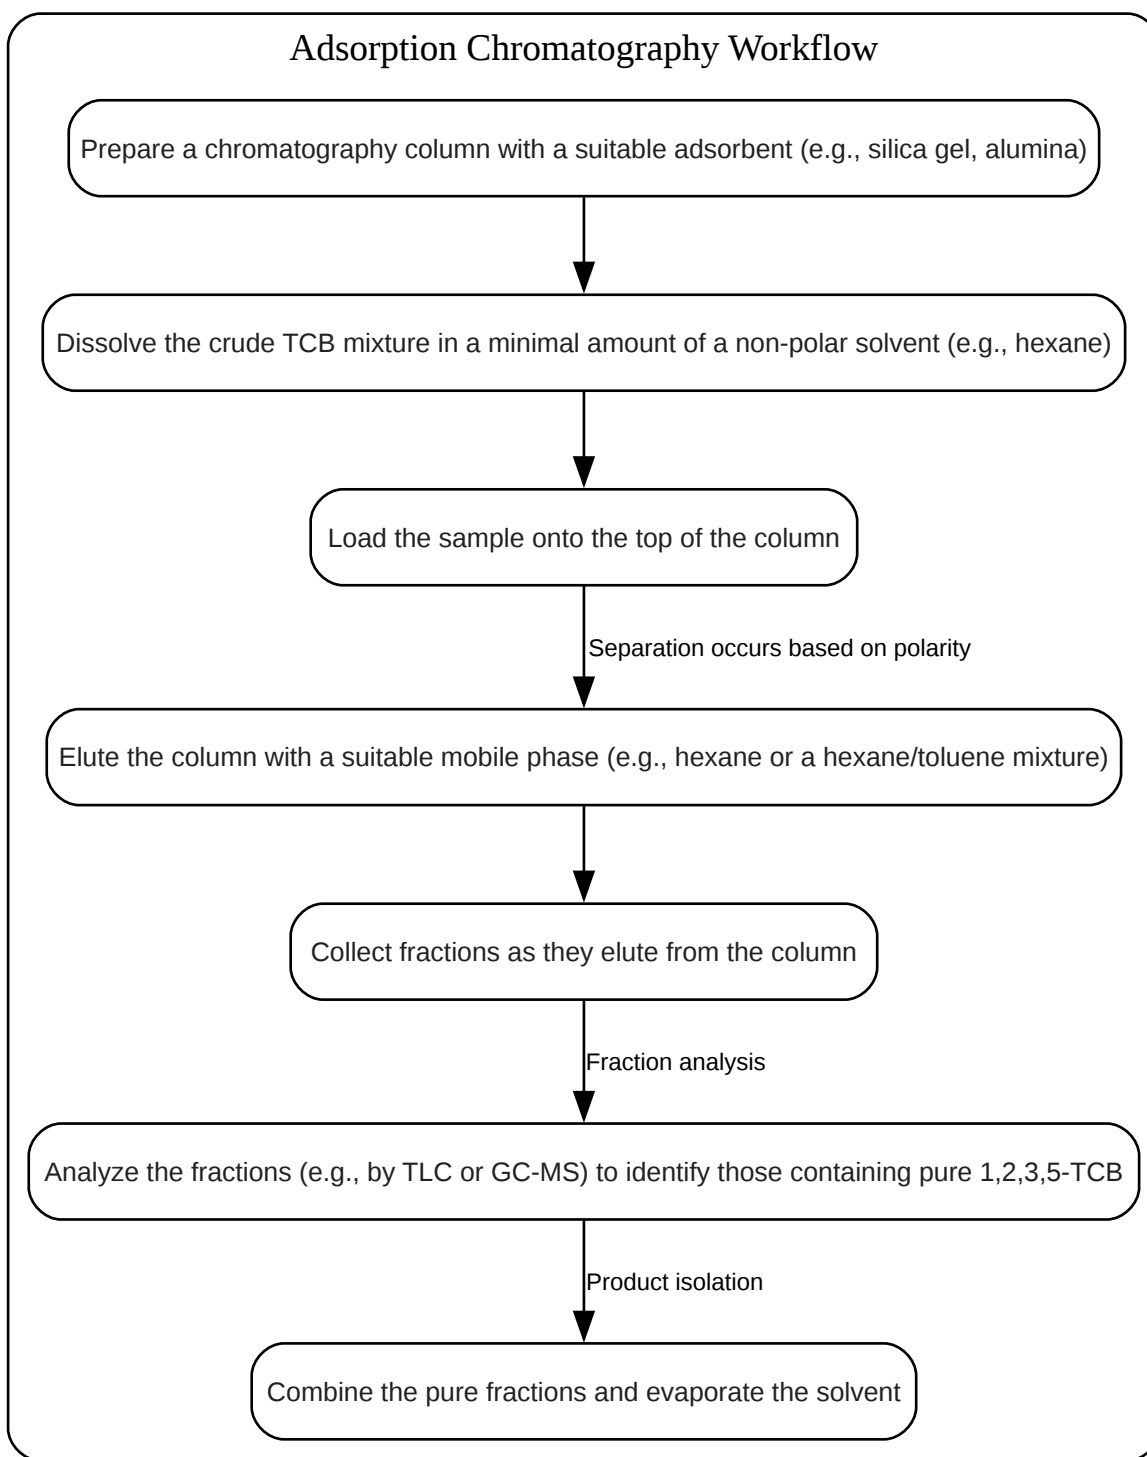 Adsorption Chromatography Workflow
Prepare a chromatography column with a suitable adsorbent (e.g., silica gel, alumina)
Dissolve the crude TCB mixture in a minimal amount of a non-polar solvent (e.g., hexane)
Load the sample onto the top of the column
Separation occurs based on polarity
Elute the column with a suitable mobile phase (e.g., hexane or a hexane/toluene mixture)
Collect fractions as they elute from the column
Fraction analysis
Analyze the fractions (e.g., by TLC or GC-MS) to identify those containing pure 1,2,3,5-TCB
Product isolation
Combine the pure fractions and evaporate the solvent